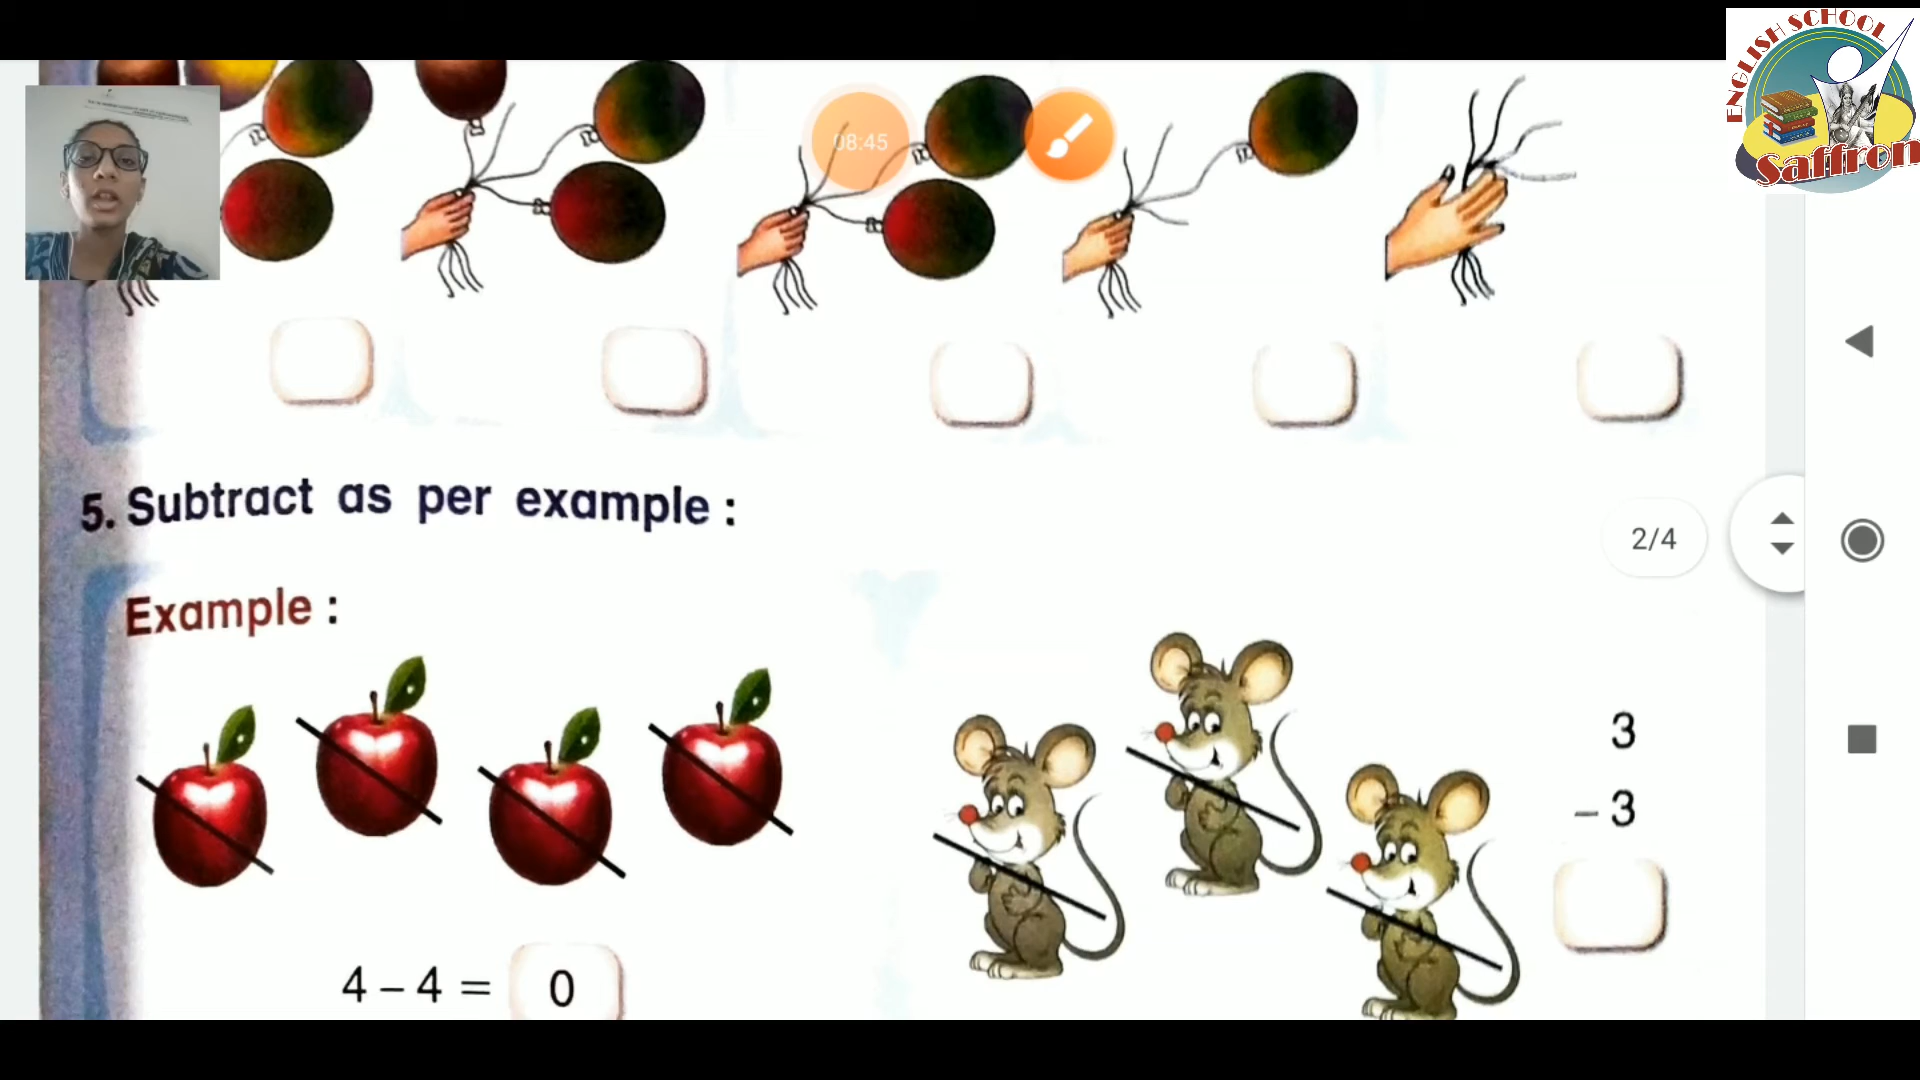 ENGLISH SCHOOL
Saffron
08:45
5. Subtract as per example :
2/4
Example :
3
– 3
4 – 4 = 0